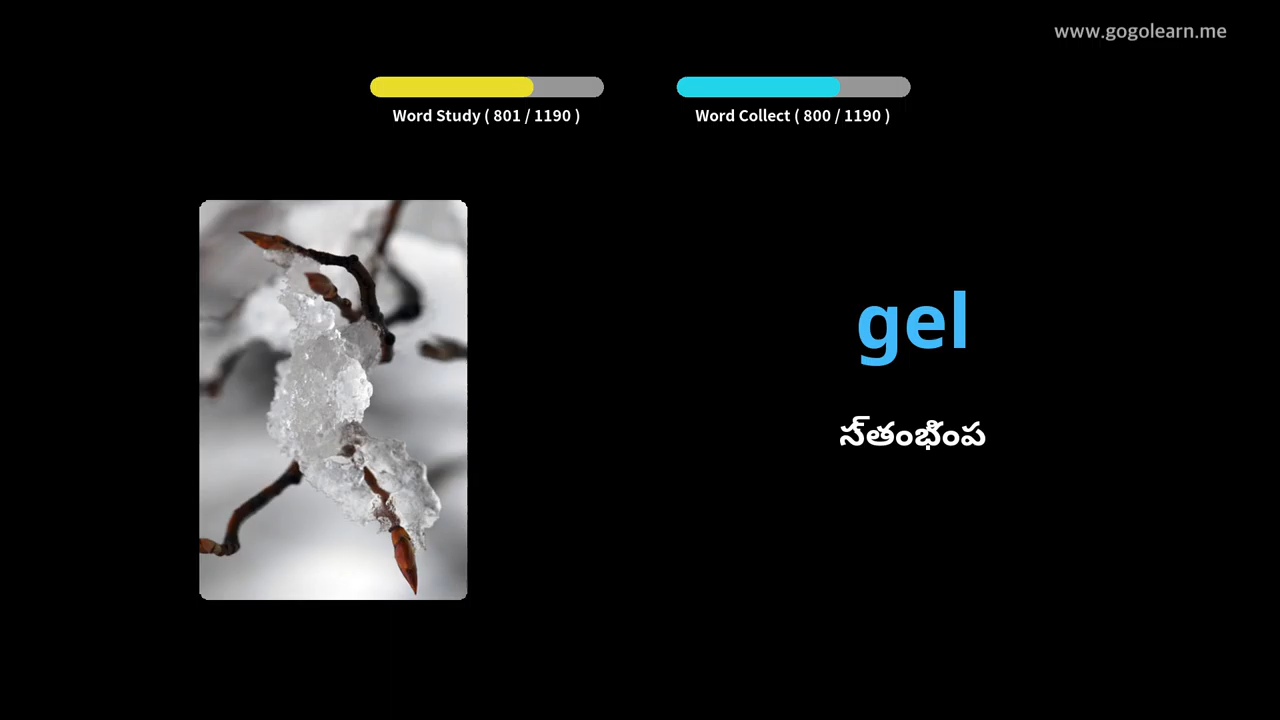 www.gogolearn.me
Word Study ( 801 / 1190 )
Word Collect ( 800 / 1190 )
gel
స్తంభింప